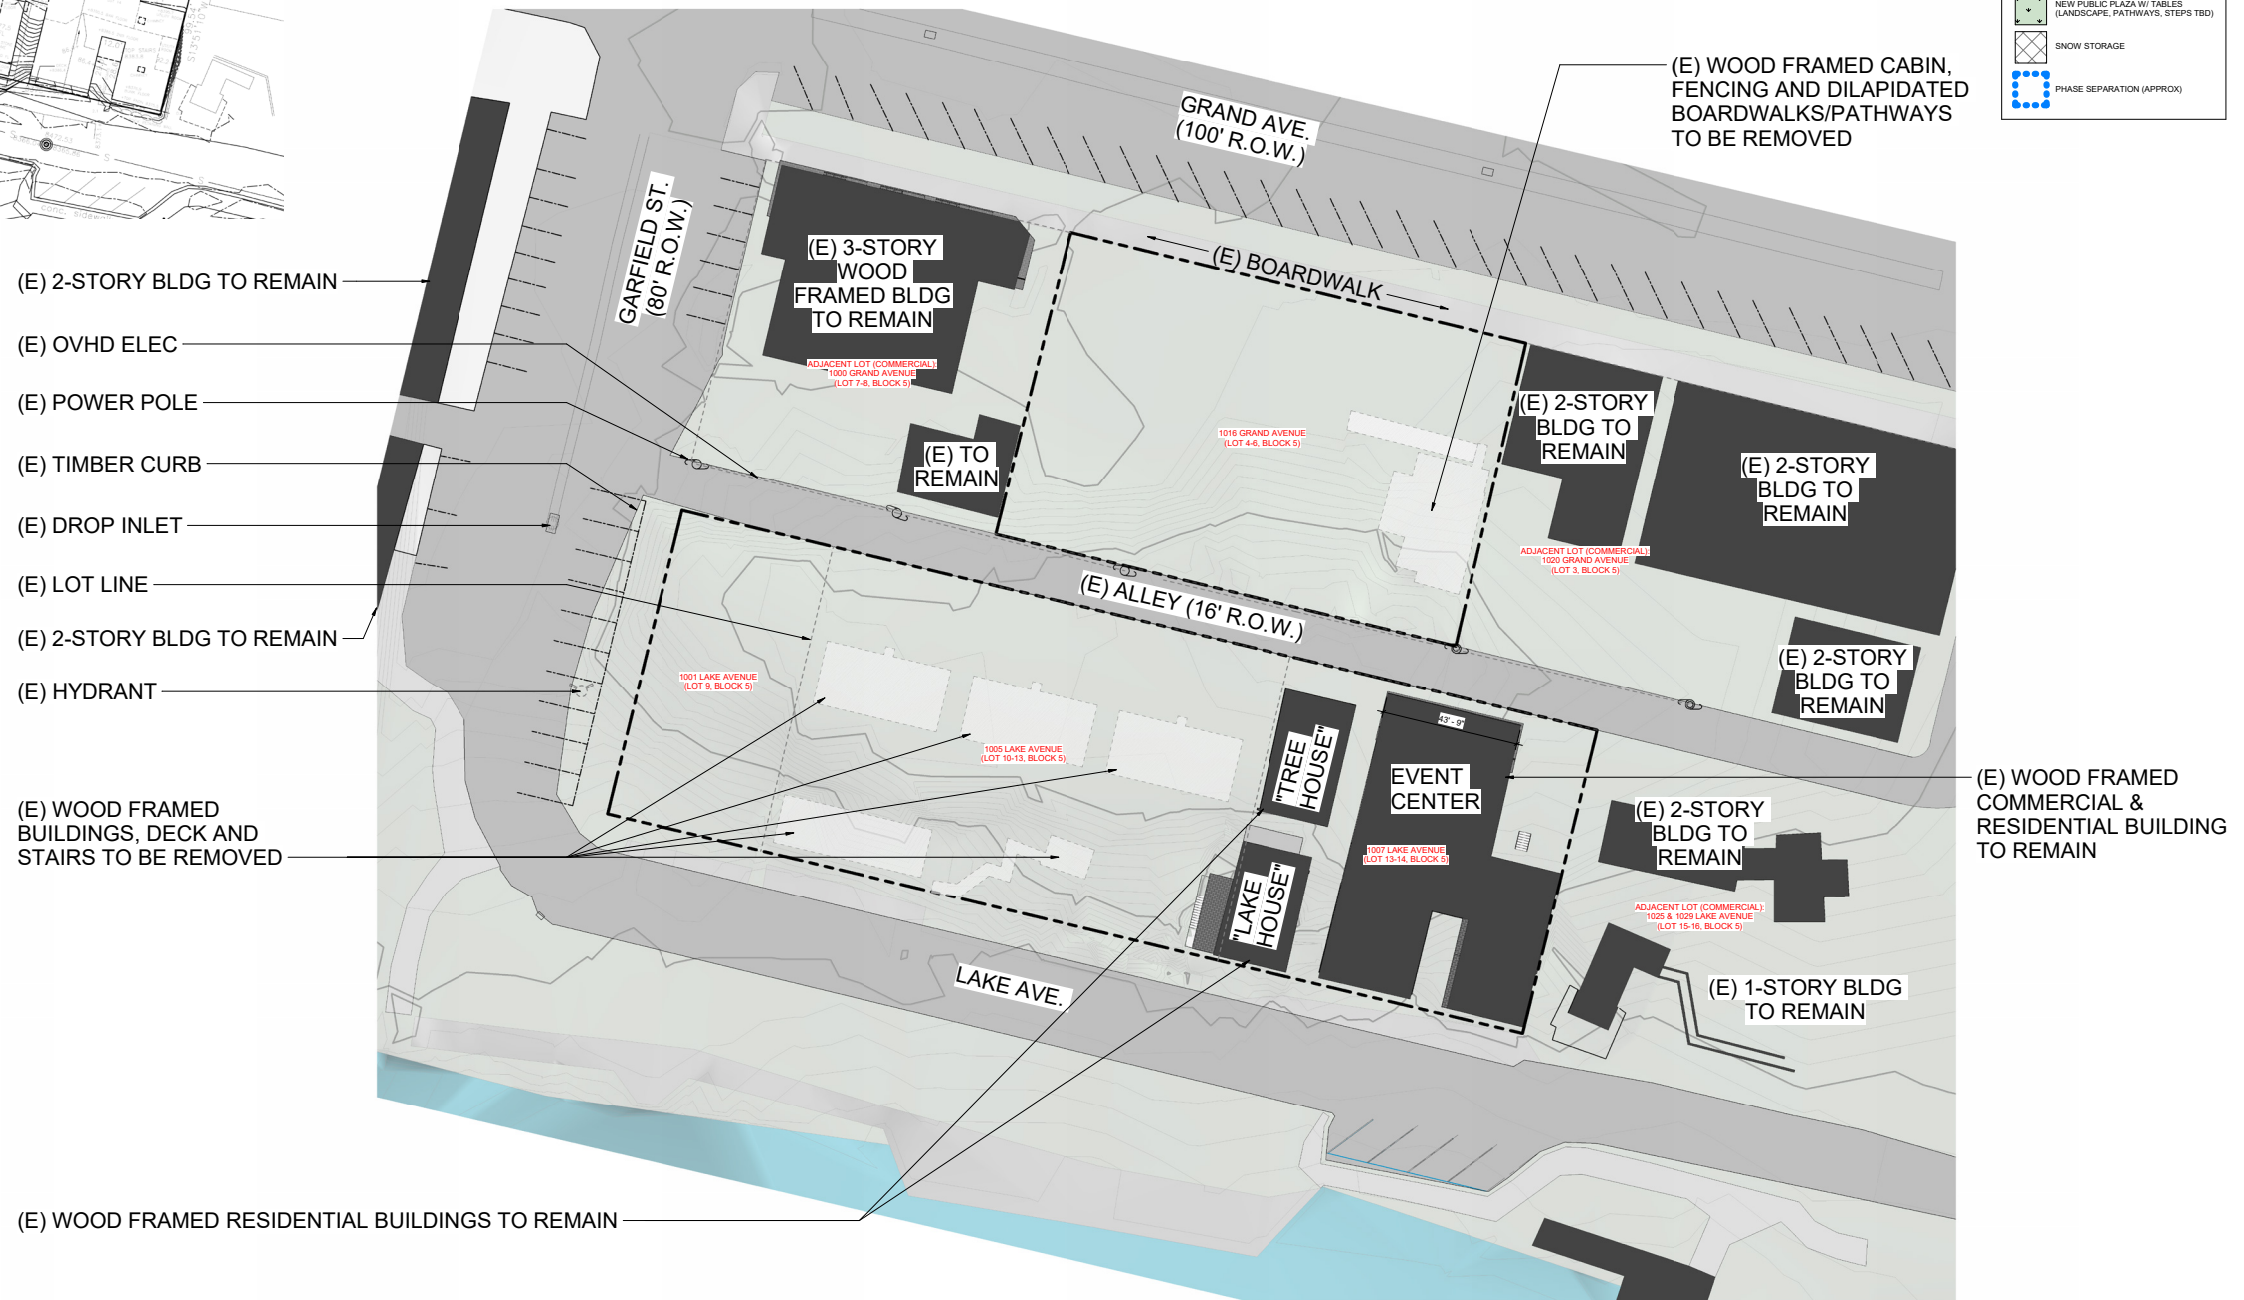 NEW PUBLIC PLAZA W/ TABLES
(LANDSCAPE, PATHWAYS, STEPS TBD)
SNOW STORAGE
PHASE SEPARATION (APPROX)
(E) WOOD FRAMED CABIN,
FENCING AND DILAPIDATED
BOARDWALKS/PATHWAYS
TO BE REMOVED
GRAND AVE.
(100' R.O.W.)
GARFIELD ST.
(80' R.O.W.)
(E) 3-STORY
WOOD
FRAMED BLDG
TO REMAIN
(E) BOARDWALK
(E) 2-STORY BLDG TO REMAIN
(E) OVHD ELEC
(E) POWER POLE
(E) TIMBER CURB
(E) DROP INLET
(E) LOT LINE
(E) 2-STORY BLDG TO REMAIN
(E) HYDRANT
(E) WOOD FRAMED
BUILDINGS, DECK AND
STAIRS TO BE REMOVED
(E) WOOD FRAMED RESIDENTIAL BUILDINGS TO REMAIN
ADJACENT LOT (COMMERCIAL):
1000 GRAND AVENUE
(LOT 7-8, BLOCK 5)
(E) TO
REMAIN
1016 GRAND AVENUE
(LOT 4-6, BLOCK 5)
(E) 2-STORY
BLDG TO
REMAIN
(E) 2-STORY
BLDG TO
REMAIN
ADJACENT LOT (COMMERCIAL):
1020 GRAND AVENUE
(LOT 3, BLOCK 5)
(E) ALLEY (16' R.O.W.)
(E) 2-STORY
BLDG TO
REMAIN
1001 LAKE AVENUE
(LOT 9, BLOCK 5)
1005 LAKE AVENUE
(LOT 10-13, BLOCK 5)
"TREE
HOUSE"
43' - 9"
EVENT
CENTER
(E) WOOD FRAMED
COMMERCIAL &
RESIDENTIAL BUILDING
TO REMAIN
(E) 2-STORY
BLDG TO
REMAIN
1007 LAKE AVENUE
(LOT 13-14, BLOCK 5)
"LAKE
HOUSE"
ADJACENT LOT (COMMERCIAL):
1025 & 1029 LAKE AVENUE
(LOT 15-16, BLOCK 5)
LAKE AVE.
(E) 1-STORY BLDG
TO REMAIN